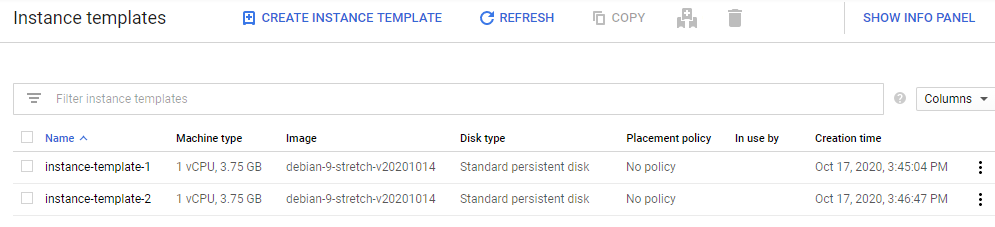 Instance templates CREATE INSTANCE TEMPLATE REFRESH COPY SHOW INFO PANEL
Filter instance templates Columns
Name Machine type Image Disk type Placement policy In use by Creation time
instance-template-1 1 vCPU, 3.75 GB debian-9-stretch-v20201014 Standard persistent disk No policy Oct 17, 2020, 3:45:04 PM
instance-template-2 1 vCPU, 3.75 GB debian-9-stretch-v20201014 Standard persistent disk No policy Oct 17, 2020, 3:46:47 PM